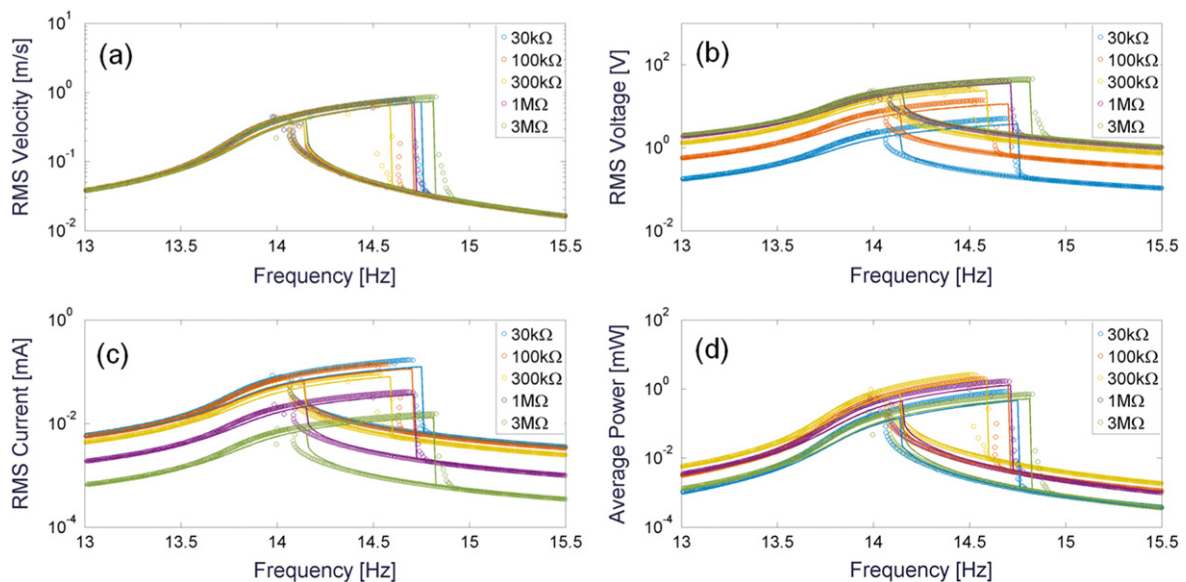 (a)
RMS Velocity [m/s]
10^1
10^0
10^-1
10^-2
13 13.5 14 14.5 15 15.5
Frequency [Hz]
30kΩ
100kΩ
300kΩ
1MΩ
3MΩ
(b)
RMS Voltage [V]
10^2
10^0
10^-2
13 13.5 14 14.5 15 15.5
Frequency [Hz]
30kΩ
100kΩ
300kΩ
1MΩ
3MΩ
(c)
RMS Current [mA]
10^0
10^-2
10^-4
13 13.5 14 14.5 15 15.5
Frequency [Hz]
30kΩ
100kΩ
300kΩ
1MΩ
3MΩ
(d)
Average Power [mW]
10^2
10^0
10^-2
10^-4
13 13.5 14 14.5 15 15.5
Frequency [Hz]
30kΩ
100kΩ
300kΩ
1MΩ
3MΩ